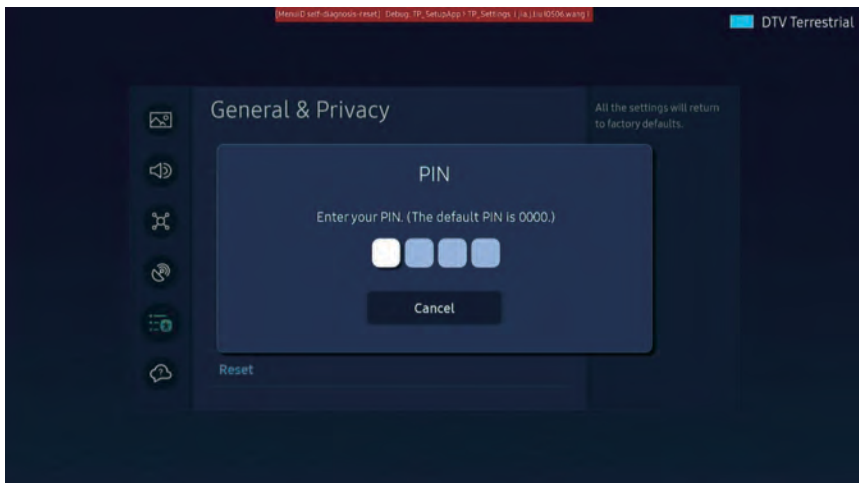 DTV Terrestrial
General & Privacy
All the settings will return
to factory defaults.
PIN
Enter your PIN. (The default PIN is 0000.)
Cancel
Reset